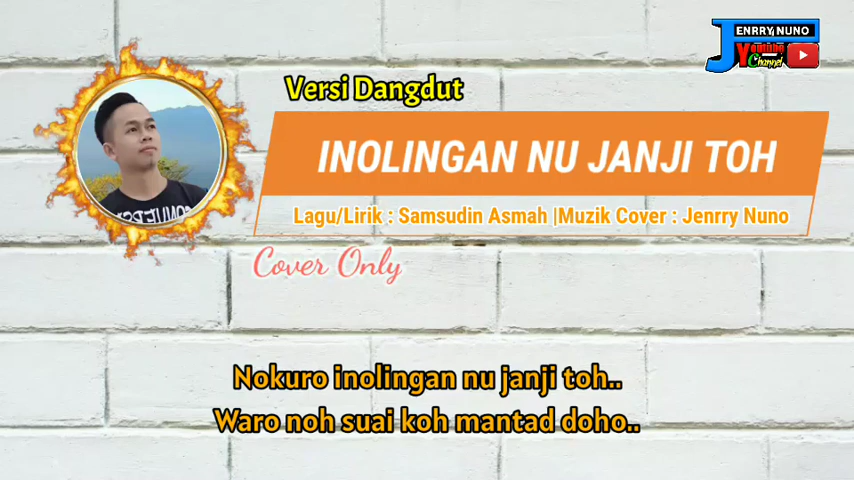 JENRRY NUNO
Youtube
Channel
Versi Dangdut
INOLINGAN NU JANJI TOH
Lagu/Lirik : Samsudin Asmah |Muzik Cover : Jenrry Nuno
Cover Only
CONVERSE
Nokuro inolingan nu janji toh..
Waro noh suai koh mantad doho..